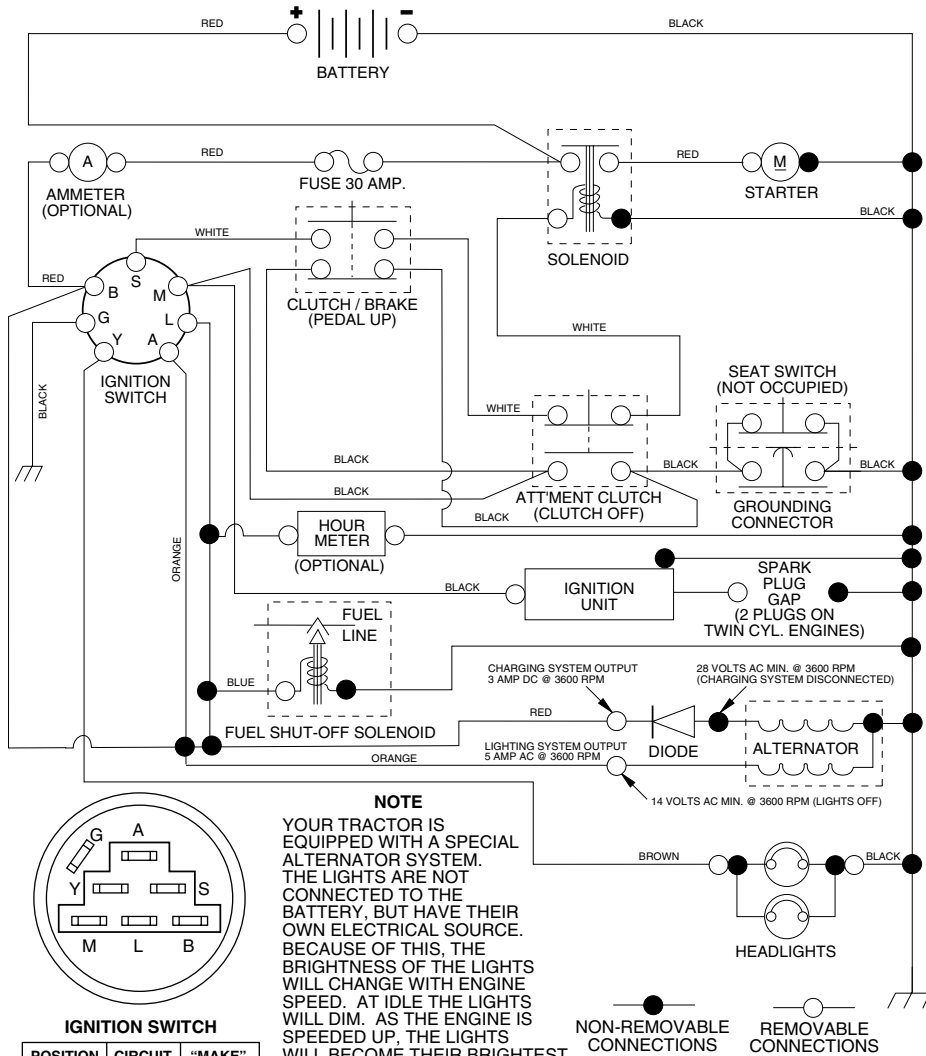 + -
RED
BLACK
BATTERY
RED
RED
A
M
AMMETER
(OPTIONAL)
FUSE 30 AMP.
STARTER
BLACK
WHITE
SOLENOID
RED
S
B
M
G
L
Y
A
CLUTCH / BRAKE
(PEDAL UP)
IGNITION
SWITCH
WHITE
BLACK
SEAT SWITCH
(NOT OCCUPIED)
WHITE
BLACK
BLACK
BLACK
BLACK
ATT'MENT CLUTCH
(CLUTCH OFF)
BLACK
GROUNDING
CONNECTOR
HOUR
METER
(OPTIONAL)
ORANGE
BLACK
IGNITION
UNIT
SPARK
PLUG
GAP
(2 PLUGS ON
TWIN CYL. ENGINES)
FUEL
LINE
BLUE
FUEL SHUT-OFF SOLENOID
CHARGING SYSTEM OUTPUT
3 AMP DC @ 3600 RPM
28 VOLTS AC MIN. @ 3600 RPM
(CHARGING SYSTEM DISCONNECTED)
RED
DIODE
ALTERNATOR
ORANGE
LIGHTING SYSTEM OUTPUT
5 AMP AC @ 3600 RPM
14 VOLTS AC MIN. @ 3600 RPM (LIGHTS OFF)
BROWN
BLACK
HEADLIGHTS
G A
Y S
M L B
IGNITION SWITCH
POSITION CIRCUIT "MAKE"
NOTE
YOUR TRACTOR IS
EQUIPPED WITH A SPECIAL
ALTERNATOR SYSTEM.
THE LIGHTS ARE NOT
CONNECTED TO THE
BATTERY, BUT HAVE THEIR
OWN ELECTRICAL SOURCE.
BECAUSE OF THIS, THE
BRIGHTNESS OF THE LIGHTS
WILL CHANGE WITH ENGINE
SPEED. AT IDLE THE LIGHTS
WILL DIM. AS THE ENGINE IS
SPEEDED UP, THE LIGHTS
WILL BECOME THEIR BRIGHTEST
NON-REMOVABLE
CONNECTIONS
REMOVABLE
CONNECTIONS